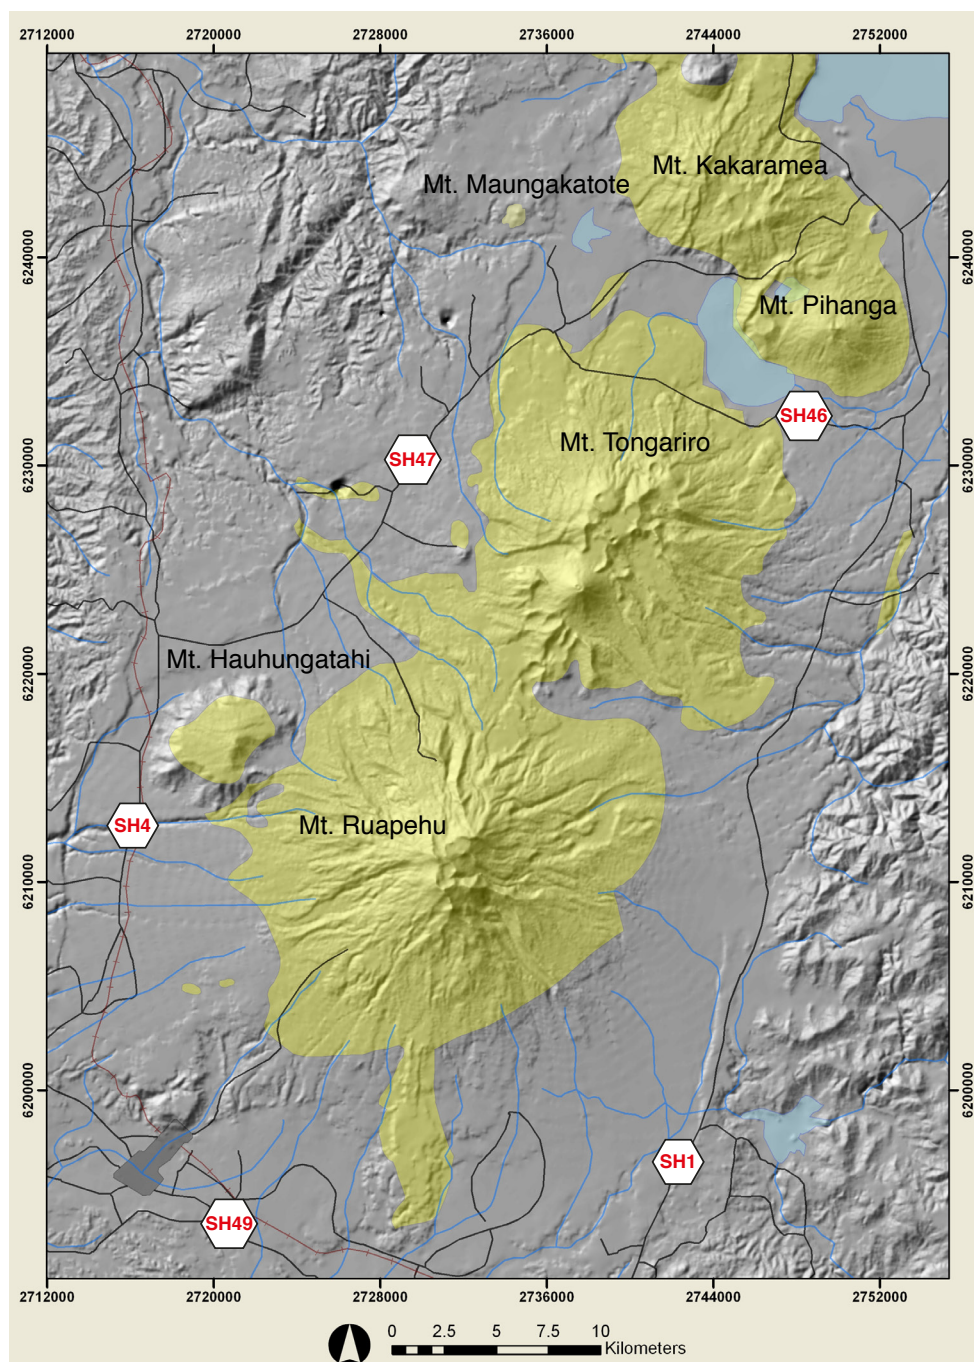 2712000 2720000 2728000 2736000 2744000 2752000
Mt. Kakaramea
Mt. Maungakatote
6240000 6240000
Mt. Pihanga
SH46
Mt. Tongariro
SH47
6230000 6230000
Mt. Hauhungatahi
6220000 6220000
SH4
Mt. Ruapehu
6210000 6210000
6200000 6200000
SH1
SH49
2712000 2720000 2728000 2736000 2744000 2752000
0 2.5 5 7.5 10
Kilometers